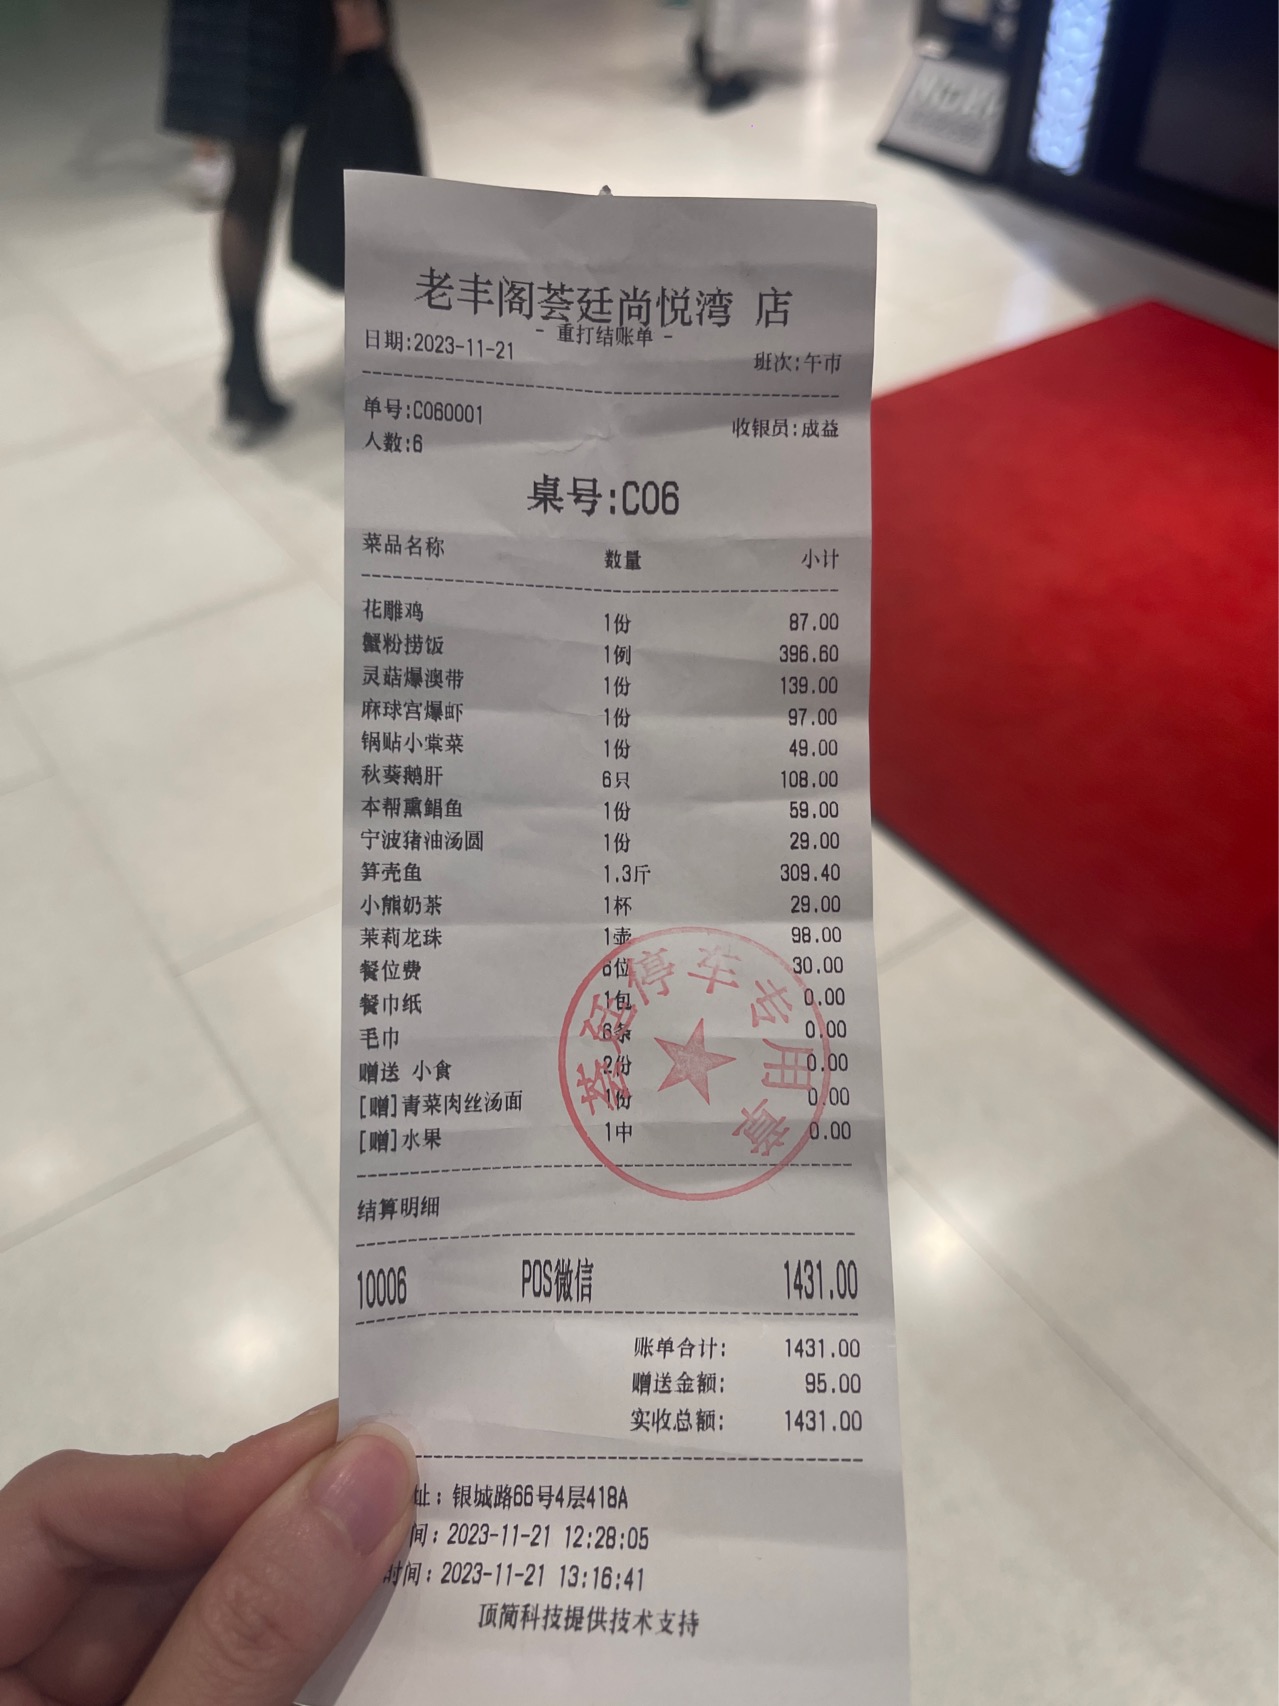 老丰阁荟廷尚悦湾 店
- 重打结账单 -
日期:2023-11-21 班次:午市
单号:C060001 收银员:成益
人数:6
桌号:C06
菜品名称 数量 小计
花雕鸡 1份 87.00
蟹粉捞饭 1例 396.60
灵菇爆澳带 1份 139.00
麻球宫爆虾 1份 97.00
锅贴小棠菜 1份 49.00
秋葵鹅肝 6只 108.00
本帮熏鲳鱼 1份 59.00
宁波猪油汤圆 1份 29.00
笋壳鱼 1.3斤 309.40
小熊奶茶 1杯 29.00
茉莉龙珠 1壶 98.00
餐位费 6位 30.00
餐巾纸 1包 0.00
毛巾 6条 0.00
赠送 小食 2份 0.00
[赠]青菜肉丝汤面 1份 0.00
[赠]水果 1中 0.00
荟廷停车专用章
结算明细
10006 POS微信 1431.00
账单合计: 1431.00
赠送金额: 95.00
实收总额: 1431.00
址: 银城路66号4层418A
间: 2023-11-21 12:28:05
时间: 2023-11-21 13:16:41
顶简科技提供技术支持